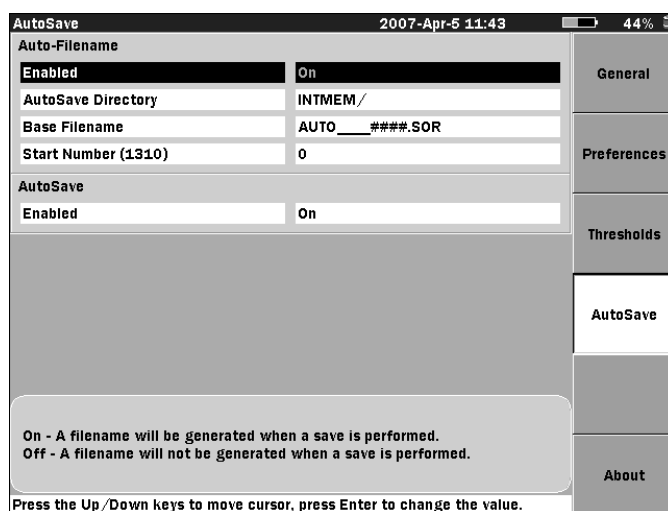 AutoSave 2007-Apr-5 11:43 44%
Auto-Filename
Enabled On
AutoSave Directory INTMEM/
Base Filename AUTO____####.SOR
Start Number (1310) 0
AutoSave
Enabled On
General
Preferences
Thresholds
AutoSave
About
On - A filename will be generated when a save is performed.
Off - A filename will not be generated when a save is performed.
Press the Up/Down keys to move cursor, press Enter to change the value.